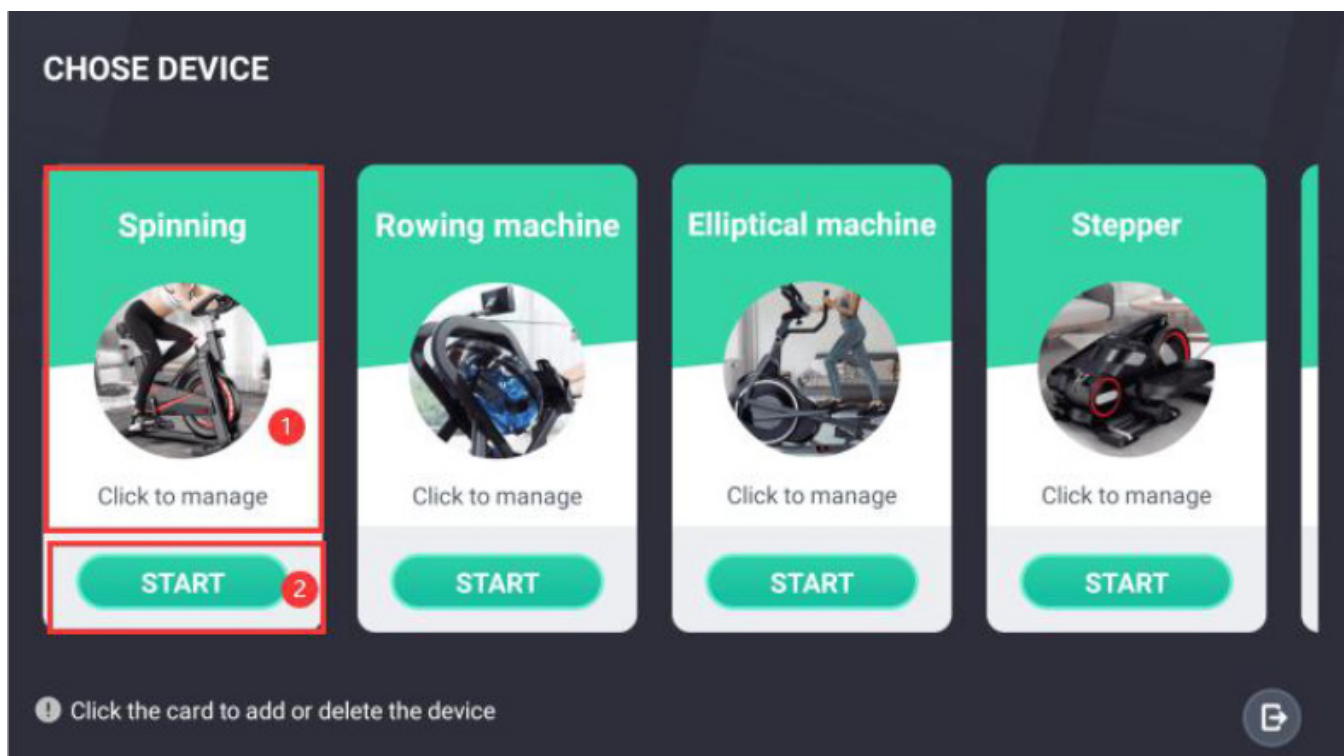 CHOSE DEVICE
Spinning
1
Click to manage
START
2
Rowing machine
Click to manage
START
Elliptical machine
Click to manage
START
Stepper
Click to manage
START
Click the card to add or delete the device